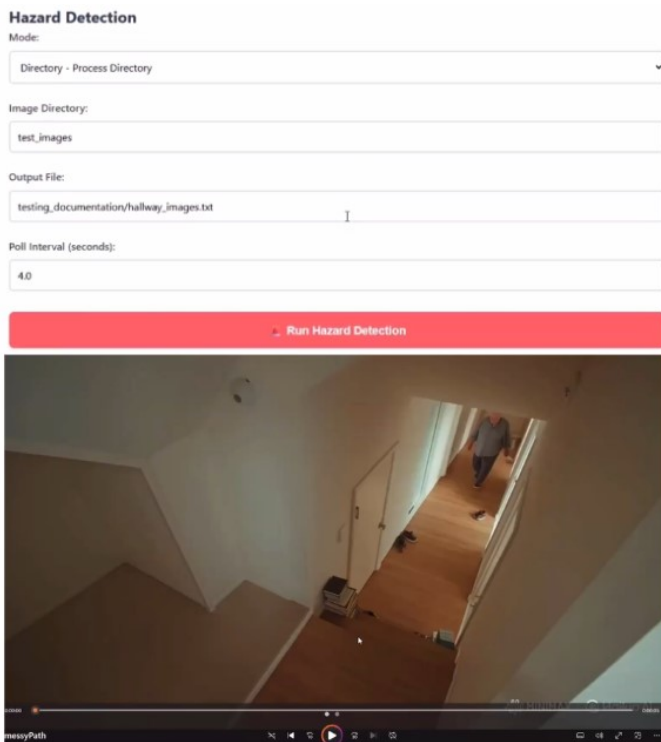 Hazard Detection
Mode:
Directory - Process Directory
Image Directory:
test_images
Output File:
testing_documentation/hallway_images.txt
Poll Interval (seconds):
4.0
Run Hazard Detection
messyPath